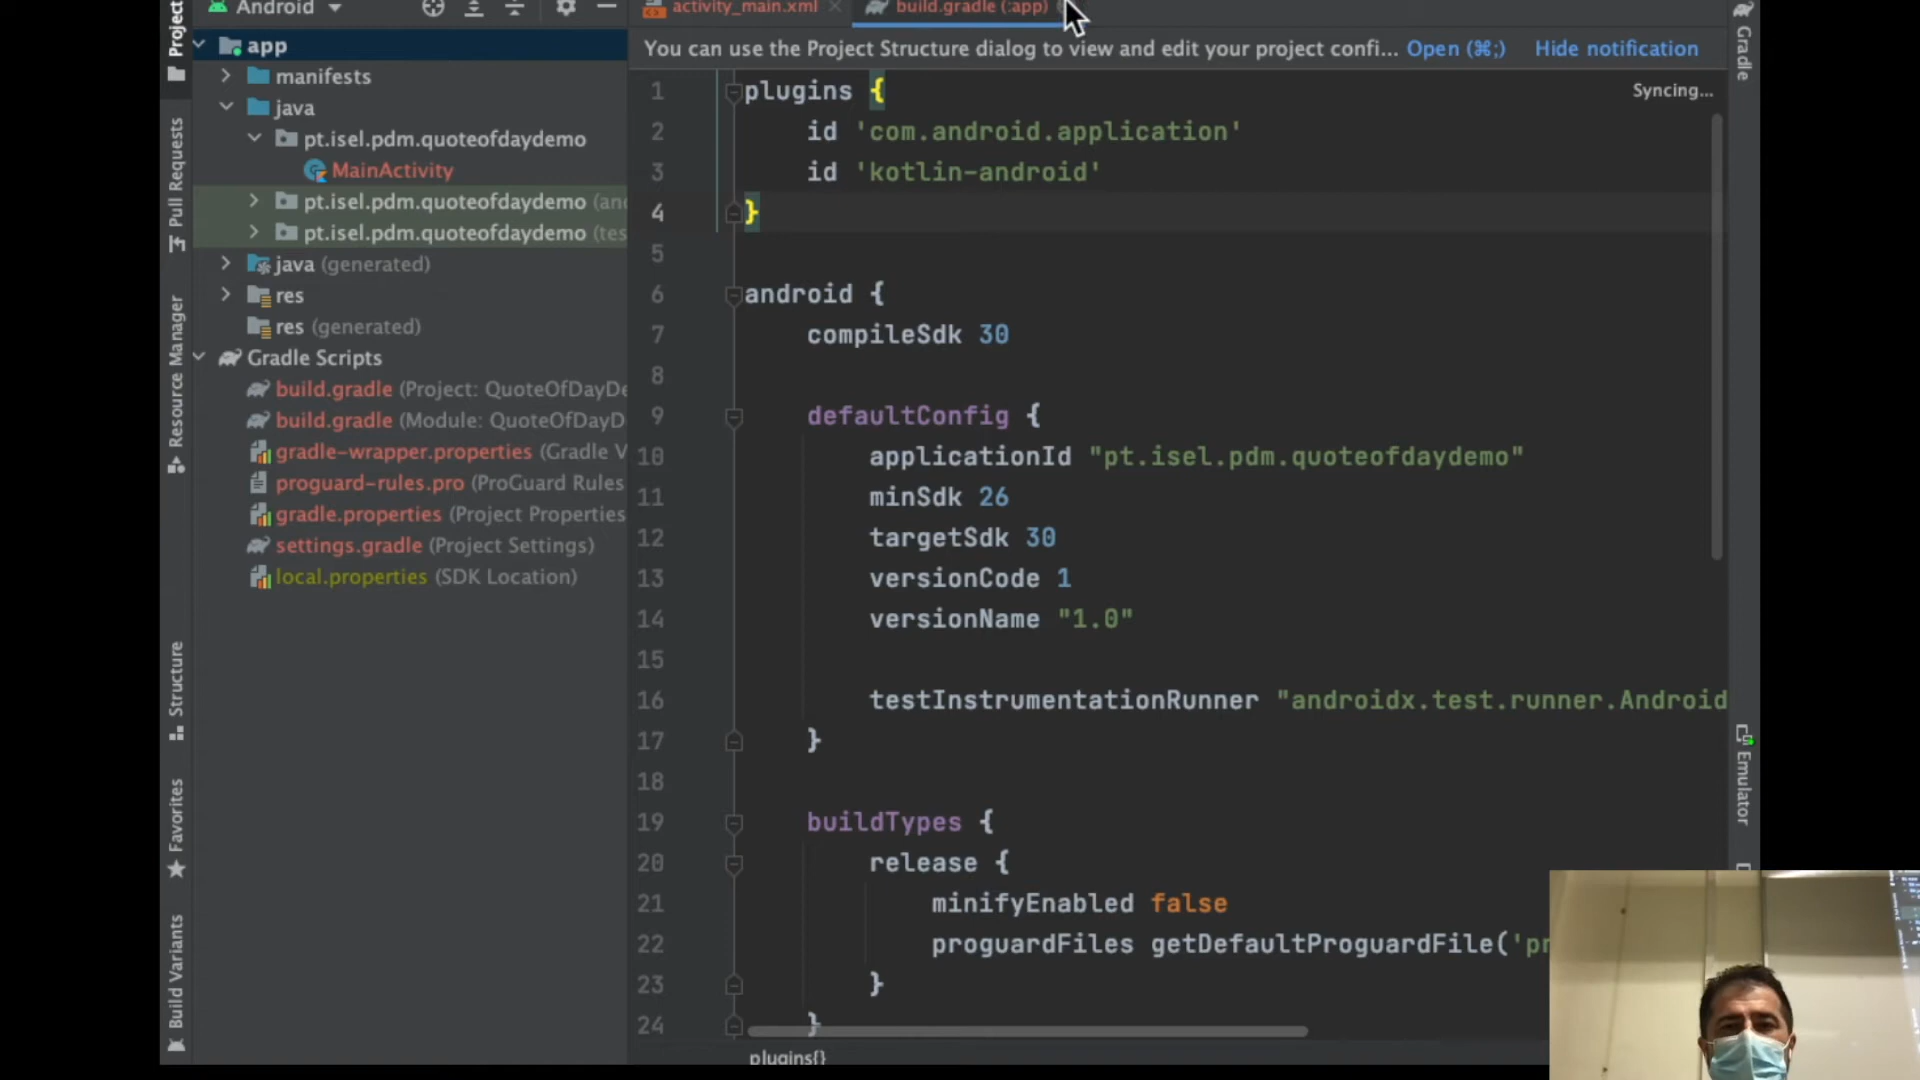 Project
Android
activity_main.xml
build.gradle (:app)
Gradle
app
You can use the Project Structure dialog to view and edit your project confi... Open (⌘;) Hide notification
manifests
java
pt.isel.pdm.quoteofdaydemo
MainActivity
pt.isel.pdm.quoteofdaydemo (and
pt.isel.pdm.quoteofdaydemo (tes
java (generated)
res
res (generated)
Gradle Scripts
build.gradle (Project: QuoteOfDayDe
build.gradle (Module: QuoteOfDayD
gradle-wrapper.properties (Gradle V
proguard-rules.pro (ProGuard Rules
gradle.properties (Project Properties
settings.gradle (Project Settings)
local.properties (SDK Location)
Pull Requests
Resource Manager
Structure
Favorites
Build Variants
1 plugins {
Syncing...
2 id 'com.android.application'
3 id 'kotlin-android'
4 }
5
6 android {
7 compileSdk 30
8
9 defaultConfig {
10 applicationId "pt.isel.pdm.quoteofdaydemo"
11 minSdk 26
12 targetSdk 30
13 versionCode 1
14 versionName "1.0"
15
16 testInstrumentationRunner "androidx.test.runner.Android
17 }
18
19 buildTypes {
20 release {
21 minifyEnabled false
22 proguardFiles getDefaultProguardFile('pr
23 }
24 }
plugins{}
Emulator